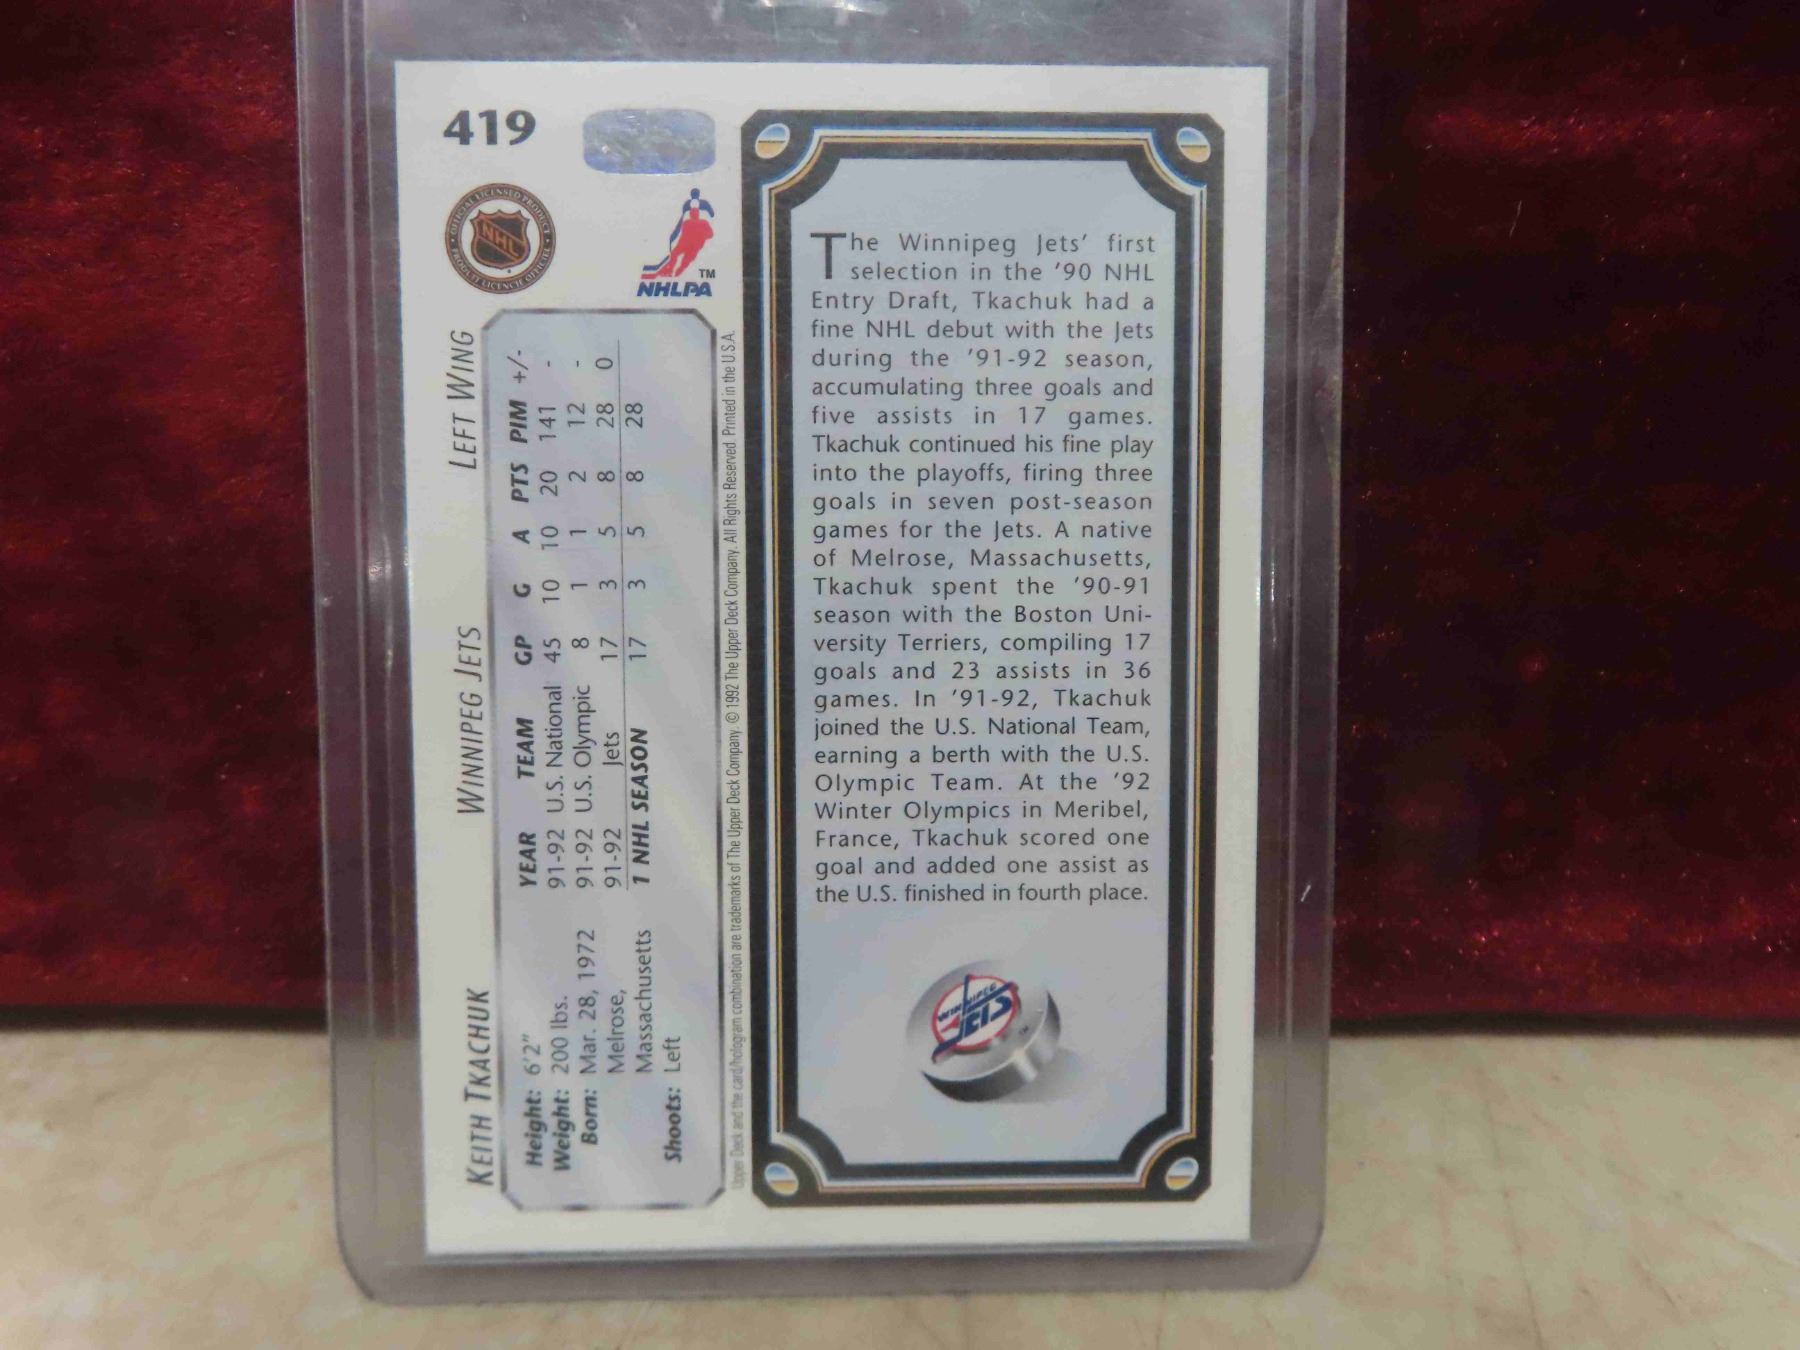 419
OFFICIAL LICENSED PRODUCT
NHL
PRODUIT LICENCIE OFFICIEL
TM
NHLPA
KEITH TKACHUK WINNIPEG JETS LEFT WING
Height: 6'2"
Weight: 200 lbs.
Born: Mar. 28, 1972
Melrose,
Massachusetts
Shoots: Left
YEAR TEAM GP G A PTS PIM +/-
91-92 U.S. National 45 10 10 20 141 -
91-92 U.S. Olympic 8 1 1 2 12 -
91-92 Jets 17 3 5 8 28 0
1 NHL SEASON 17 3 5 8 28
Upper Deck and the card/hologram combination are trademarks of The Upper Deck Company. © 1992 The Upper Deck Company. All Rights Reserved. Printed in the U.S.A.
The Winnipeg Jets' first
selection in the '90 NHL
Entry Draft, Tkachuk had a
fine NHL debut with the Jets
during the '91-92 season,
accumulating three goals and
five assists in 17 games.
Tkachuk continued his fine play
into the playoffs, firing three
goals in seven post-season
games for the Jets. A native
of Melrose, Massachusetts,
Tkachuk spent the '90-91
season with the Boston Uni-
versity Terriers, compiling 17
goals and 23 assists in 36
games. In '91-92, Tkachuk
joined the U.S. National Team,
earning a berth with the U.S.
Olympic Team. At the '92
Winter Olympics in Meribel,
France, Tkachuk scored one
goal and added one assist as
the U.S. finished in fourth place.
WINNIPEG
JETS